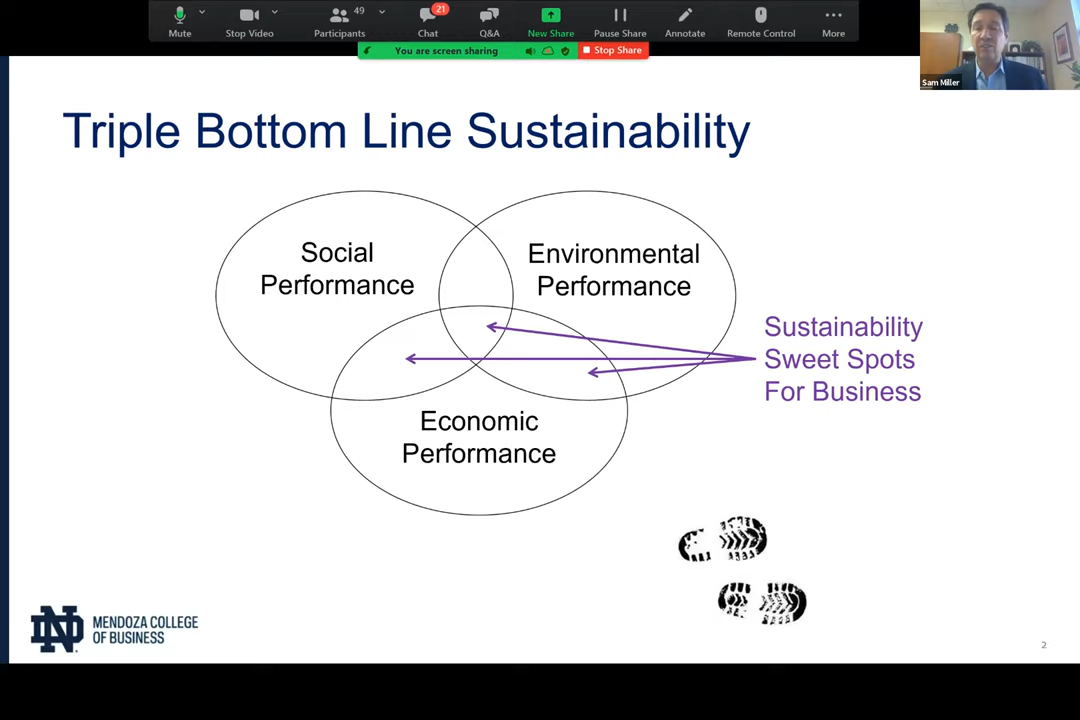 49
21
Mute
Stop Video
Participants
Chat
Q&A
New Share
Pause Share
Annotate
Remote Control
More
You are screen sharing
Stop Share
Sam Miller
Triple Bottom Line Sustainability
Social
Performance
Environmental
Performance
Sustainability
Sweet Spots
For Business
Economic
Performance
ND
MENDOZA COLLEGE
OF BUSINESS
2